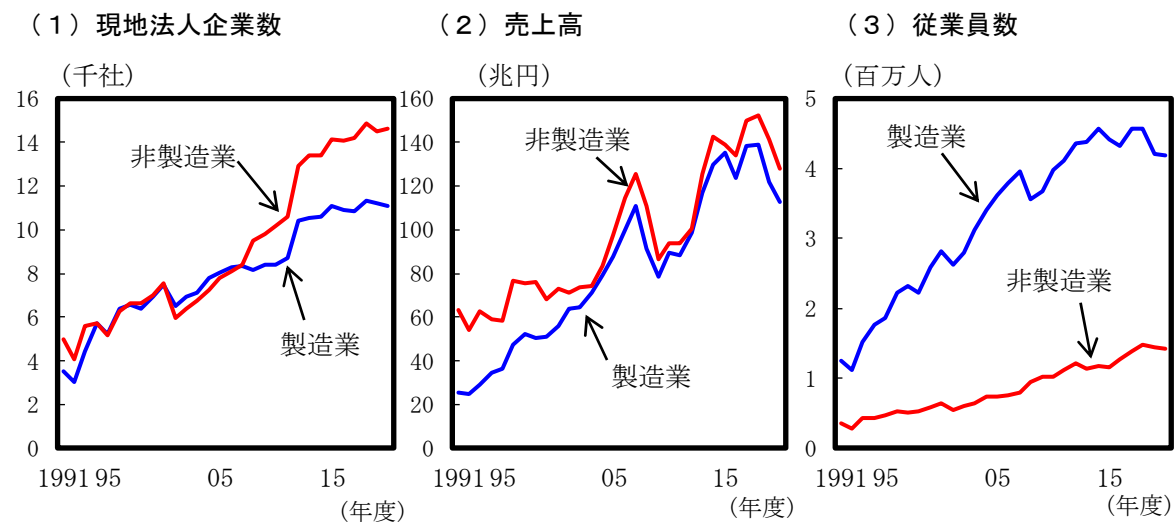 （１）現地法人企業数
（千社）
16
14
12
10
8
6
4
2
0
非製造業
製造業
1991 95 05 15
（年度）
（２）売上高
（兆円）
160
140
120
100
80
60
40
20
0
非製造業
製造業
1991 95 05 15
（年度）
（３）従業員数
（百万人）
5
4
3
2
1
0
製造業
非製造業
1991 95 05 15
（年度）